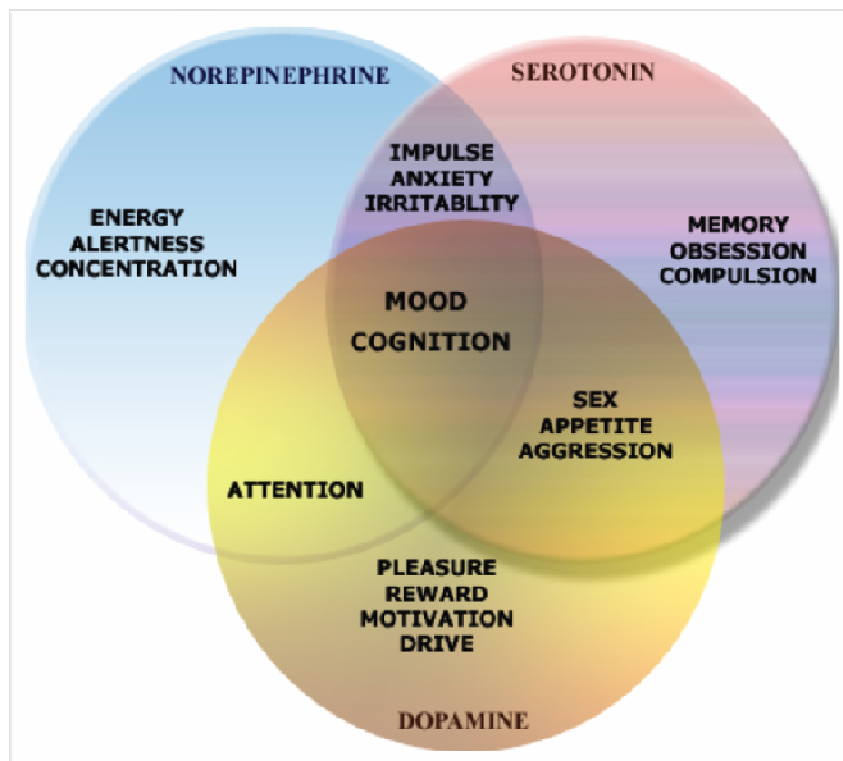 NOREPINEPHRINE
SEROTONIN
IMPULSE
ANXIETY
IRRITABLITY
ENERGY
ALERTNESS
CONCENTRATION
MEMORY
OBSESSION
COMPULSION
MOOD
COGNITION
SEX
APPETITE
AGGRESSION
ATTENTION
PLEASURE
REWARD
MOTIVATION
DRIVE
DOPAMINE